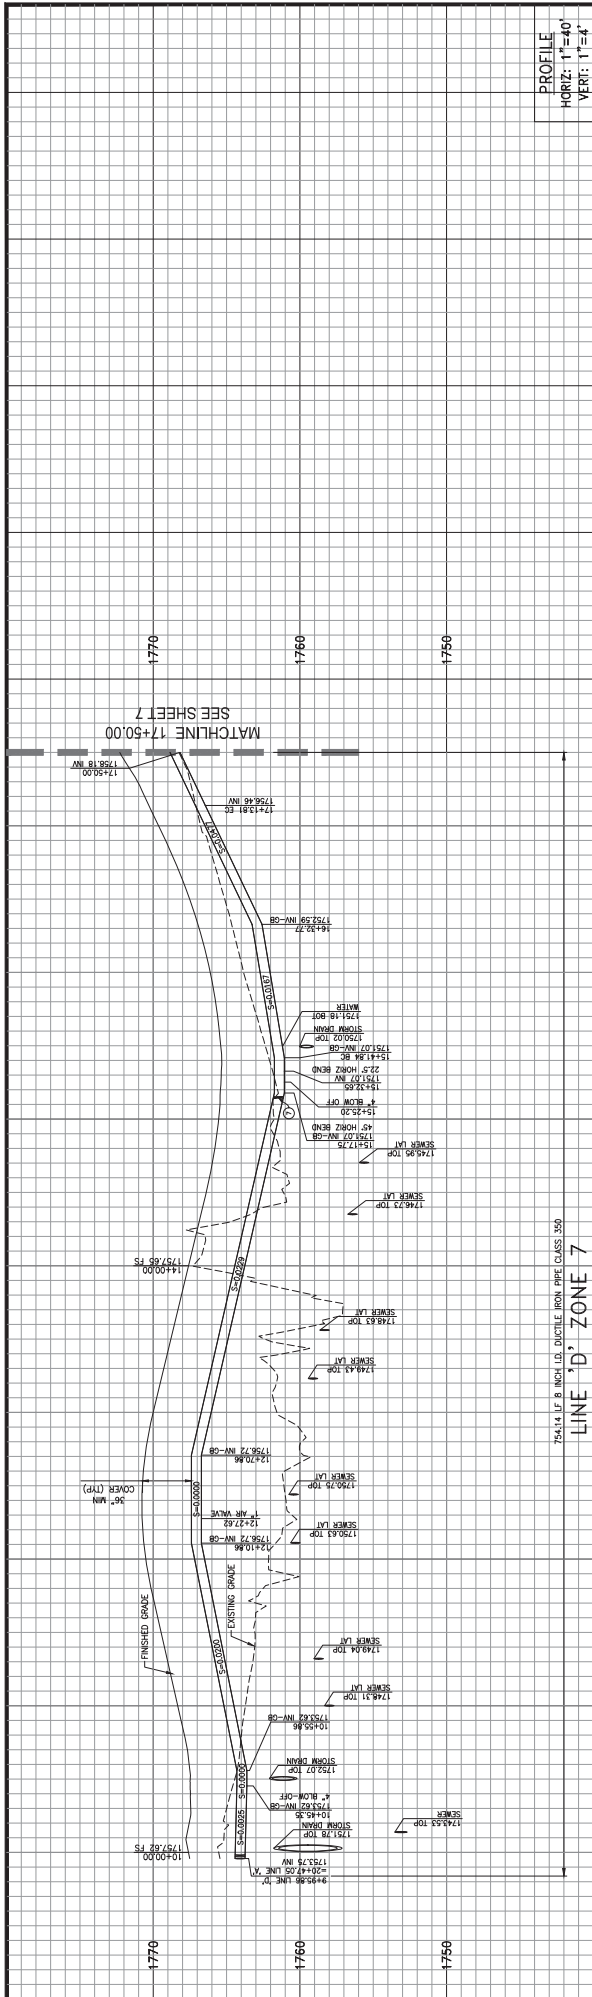 PROFILE
HORIZ: 1"=40'
VERT: 1"=4'
1770
1760
1750
MATCHLINE 17+50.00
SEE SHEET 7
17+50.00
1758.18 INV
17+13.81 EC
1756.46 INV
S=0.0477
16+32.77
1752.59 INV-GB
S=0.0167
1751.18 BOT
WATER
1750.02 TOP
STORM DRAIN
15+41.84 BC
1751.07 INV-GB
15+32.65
1751.07 INV
22.5° HORIZ BEND
15+25.20
4" BLOW OFF
15+17.75
1751.07 INV-GB
45° HORIZ BEND
7
1745.95 TOP
SEWER LAT
1746.73 TOP
SEWER LAT
14+00.00
1757.65 FS
S=0.0229
1748.63 TOP
SEWER LAT
1749.43 TOP
SEWER LAT
12+70.86
1756.72 INV-GB
36" MIN
COVER (TYP)
S=0.0000
12+27.62
1" AIR VALVE
12+10.86
1756.72 INV-GB
1750.75 TOP
SEWER LAT
1750.63 TOP
SEWER LAT
FINISHED GRADE
EXISTING GRADE
S=0.0200
1749.04 TOP
SEWER LAT
1748.31 TOP
SEWER LAT
10+55.86
1753.62 INV-GB
1752.07 TOP
STORM DRAIN
S=0.0000
10+45.35
1753.62 INV-GB
4" BLOW-OFF
S=0.0025
1751.78 TOP
STORM DRAIN
1743.53 TOP
SEWER
10+00.00
1757.62 FS
9+95.86 LINE 'D'
=20+47.05 LINE 'A'
1753.75 INV
754.14 LF 8 INCH I.D. DUCTILE IRON PIPE CLASS 350
LINE 'D' ZONE 7
1770
1760
1750